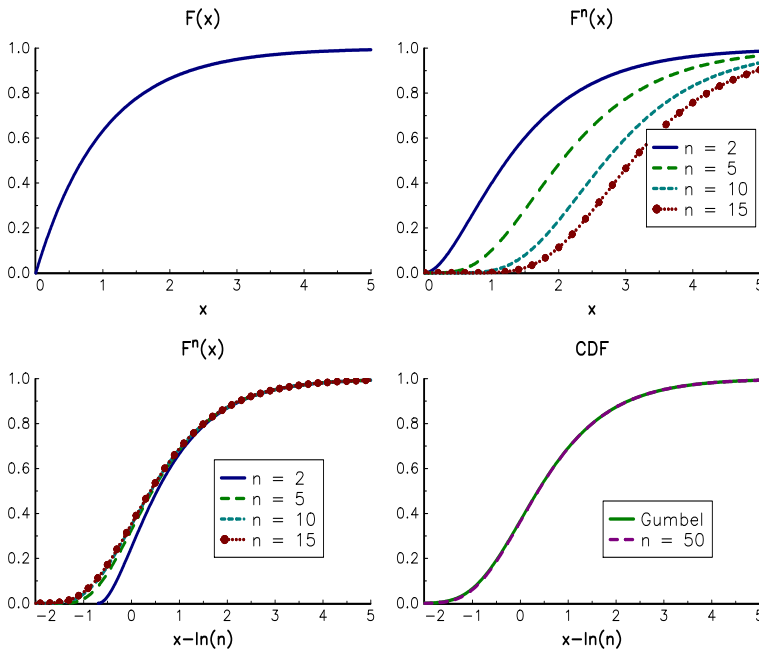 F(x)
1.0
0.8
0.6
0.4
0.2
0.0
0 1 2 3 4 5
x
Fⁿ(x)
1.0
0.8
0.6
0.4
0.2
0.0
n = 2
n = 5
n = 10
n = 15
0 1 2 3 4 5
x
Fⁿ(x)
1.0
0.8
0.6
0.4
0.2
0.0
n = 2
n = 5
n = 10
n = 15
−2 −1 0 1 2 3 4 5
x−ln(n)
CDF
1.0
0.8
0.6
0.4
0.2
0.0
Gumbel
n = 50
−2 −1 0 1 2 3 4 5
x−ln(n)